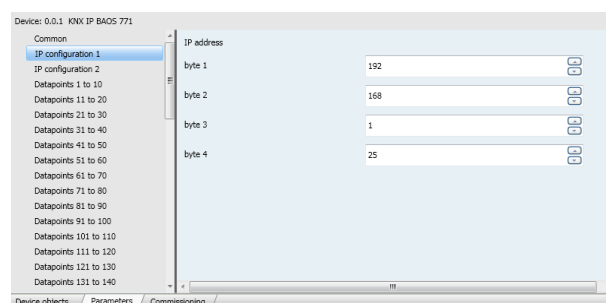 Device: 0.0.1 KNX IP BAOS 771
Common
IP configuration 1
IP configuration 2
Datapoints 1 to 10
Datapoints 11 to 20
Datapoints 21 to 30
Datapoints 31 to 40
Datapoints 41 to 50
Datapoints 51 to 60
Datapoints 61 to 70
Datapoints 71 to 80
Datapoints 81 to 90
Datapoints 91 to 100
Datapoints 101 to 110
Datapoints 111 to 120
Datapoints 121 to 130
Datapoints 131 to 140
IP address
byte 1 192
byte 2 168
byte 3 1
byte 4 25
Device objects Parameters Commissioning